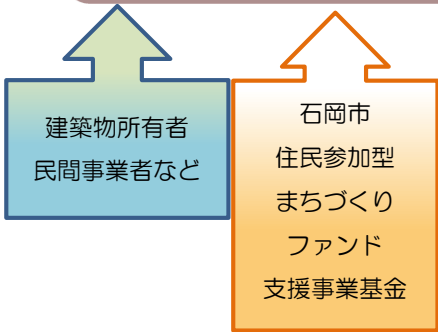 建築物所有者
民間事業者など
石岡市
住民参加型
まちづくり
ファンド
支援事業基金